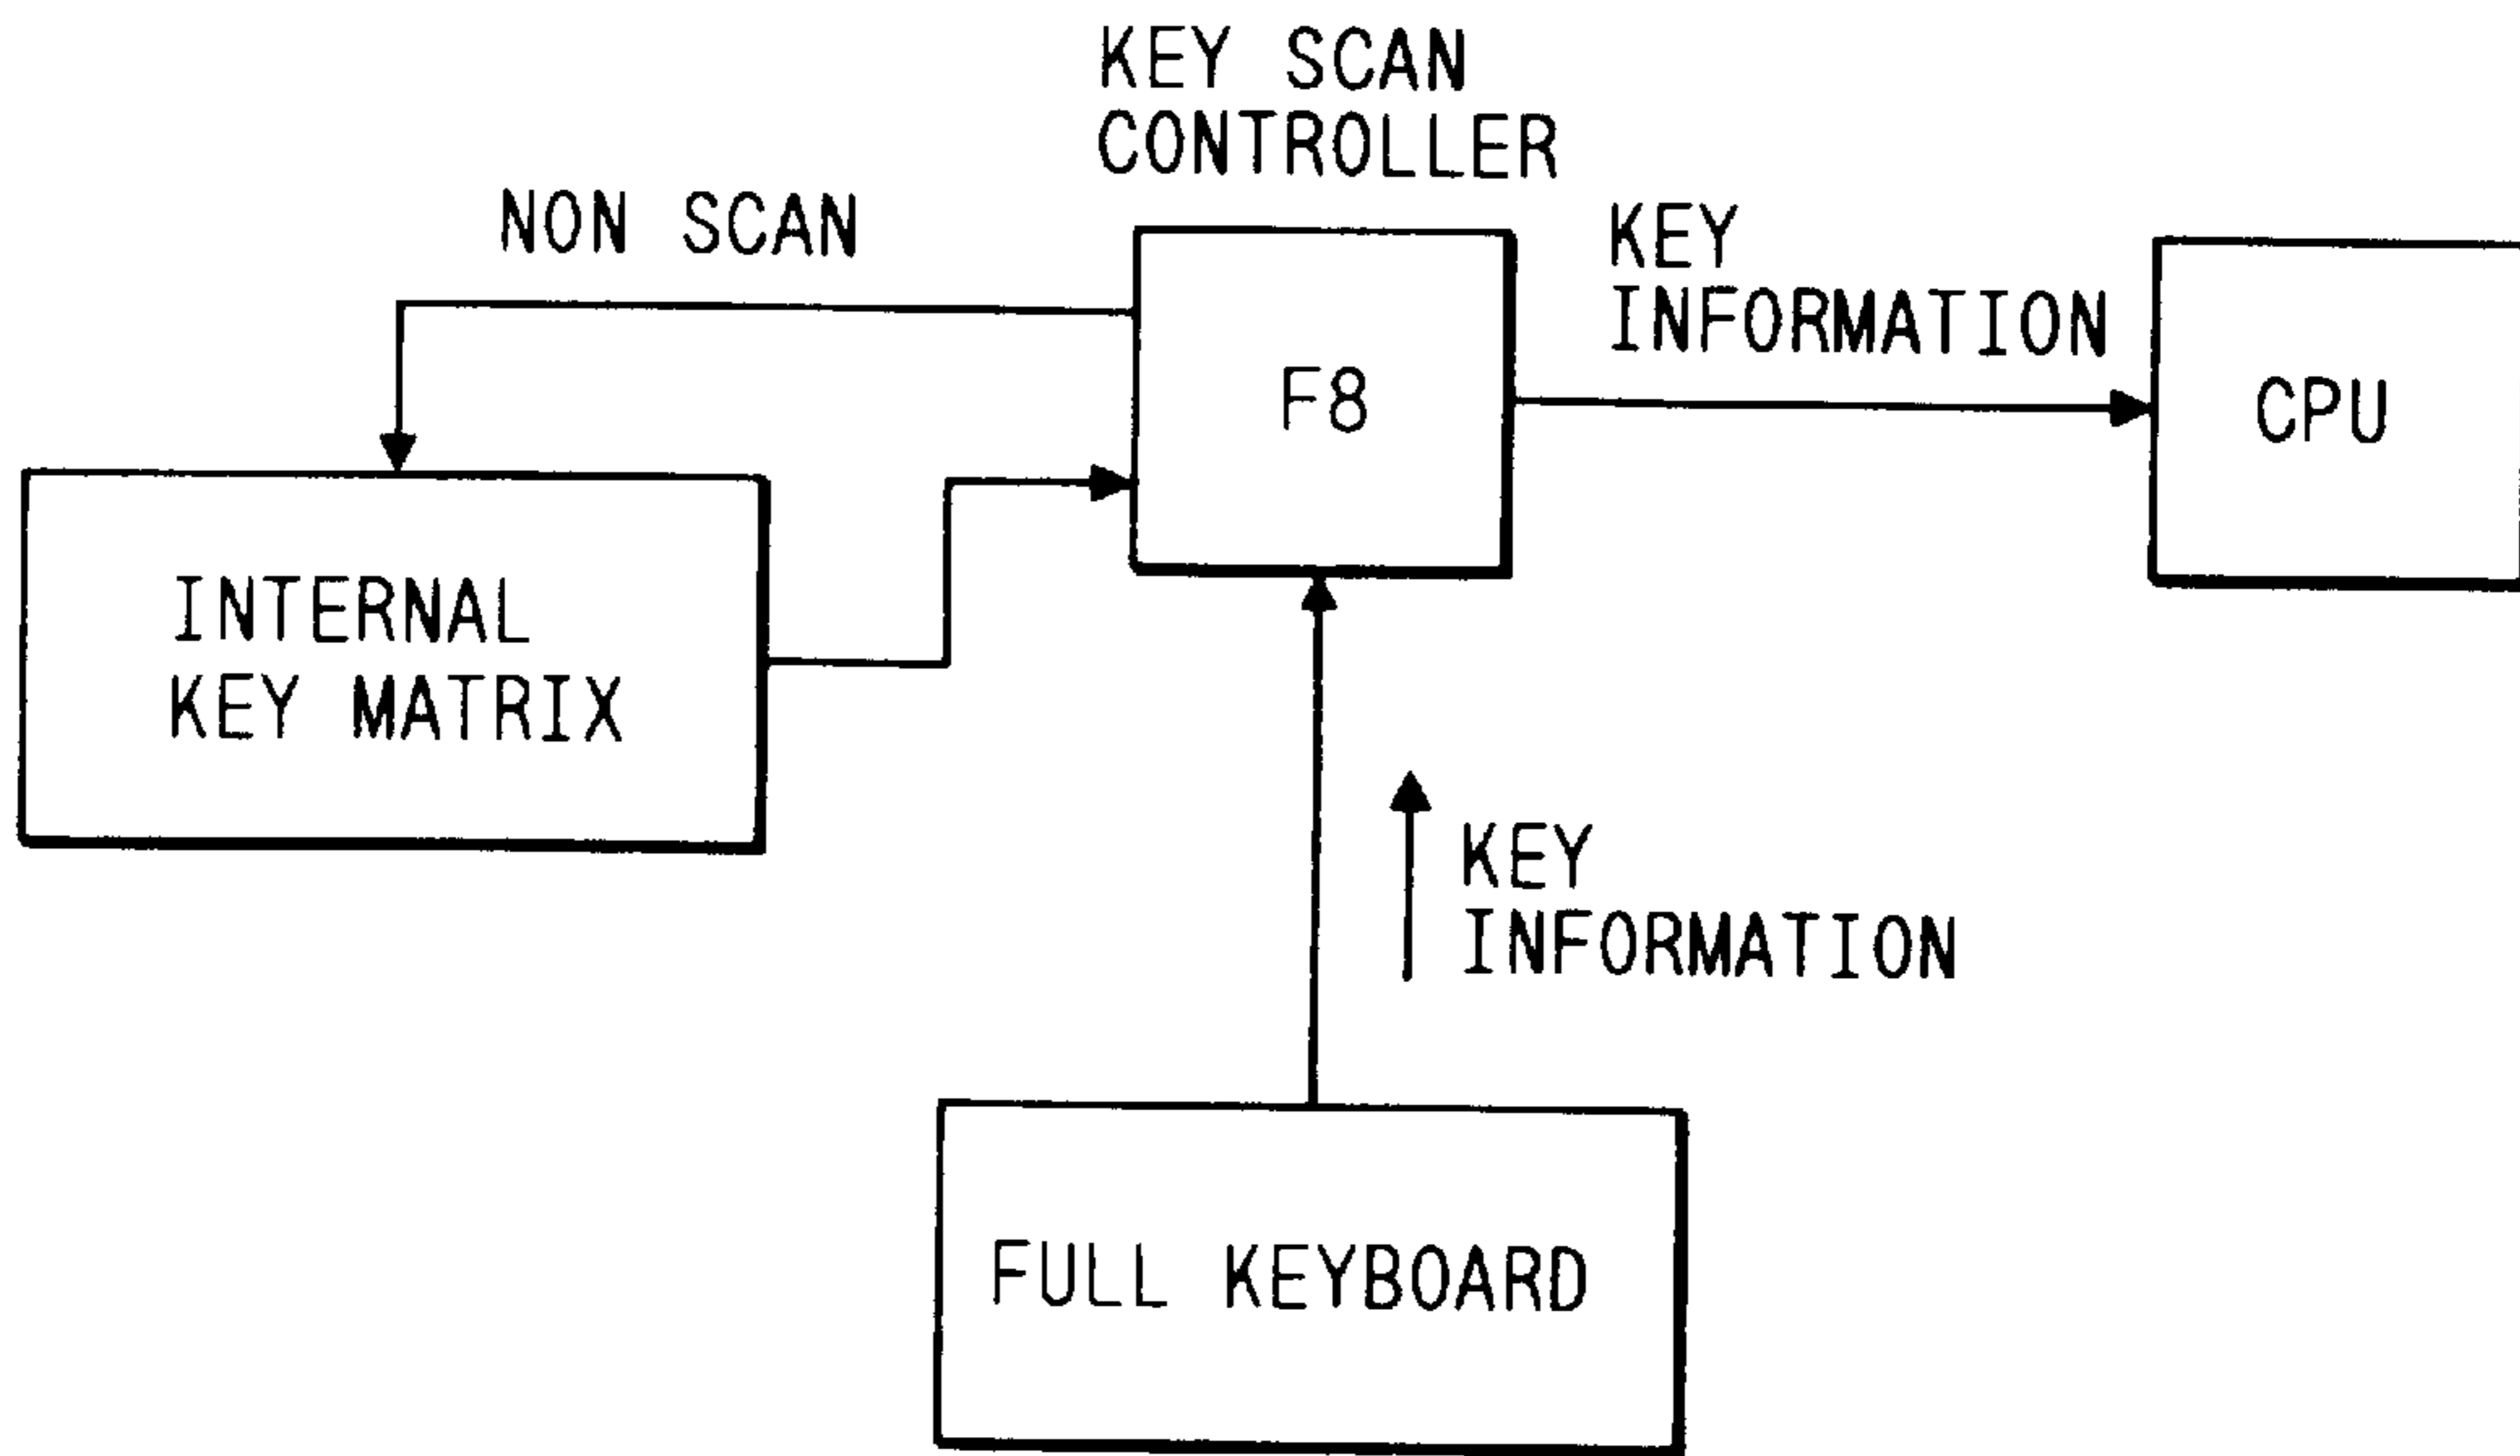 KEY SCAN
CONTROLLER
NON SCAN
KEY
INFORMATION
F8
CPU
INTERNAL
KEY MATRIX
KEY
INFORMATION
FULL KEYBOARD